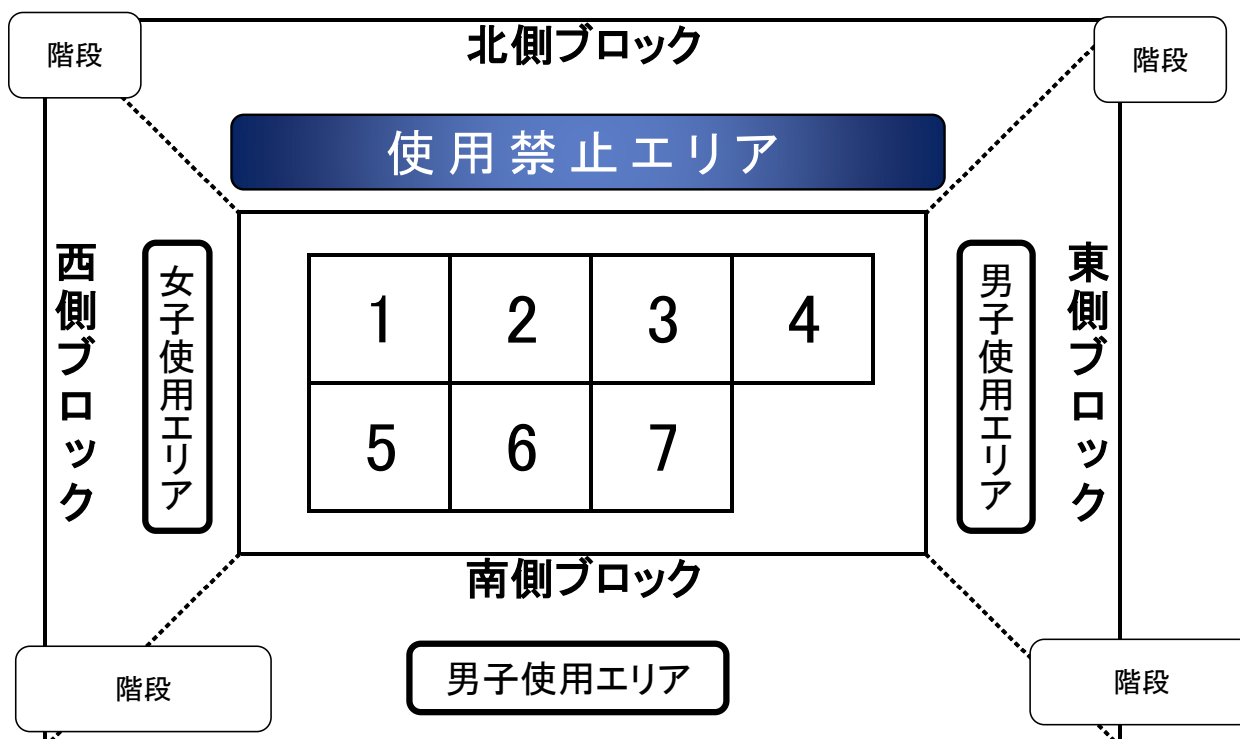 階段
北側ブロック
階段
使用禁止エリア
西側ブロック
女子使用エリア
1 2 3 4
5 6 7
男子使用エリア
東側ブロック
南側ブロック
階段
男子使用エリア
階段